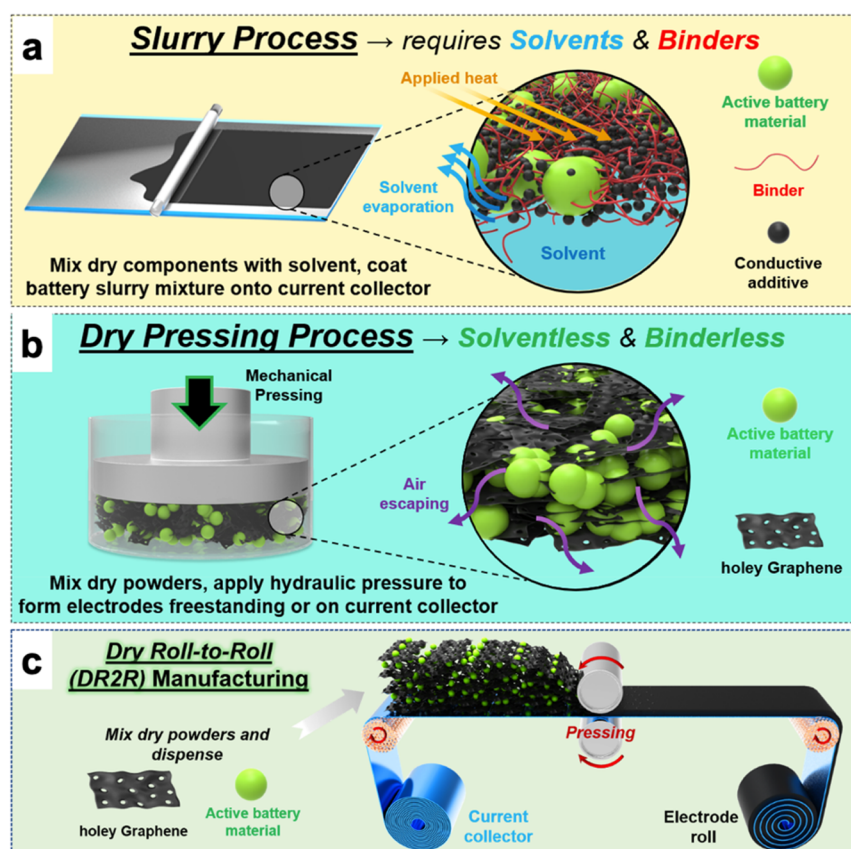 a
Slurry Process → requires Solvents & Binders
Applied heat
Solvent
evaporation
Solvent
Active battery
material
Binder
Conductive
additive
Mix dry components with solvent, coat
battery slurry mixture onto current collector
b
Dry Pressing Process → Solventless & Binderless
Mechanical
Pressing
Air
escaping
Active battery
material
holey Graphene
Mix dry powders, apply hydraulic pressure to
form electrodes freestanding or on current collector
c
Dry Roll-to-Roll
(DR2R) Manufacturing
Mix dry powders and
dispense
holey Graphene
Active battery
material
Pressing
Current
collector
Electrode
roll